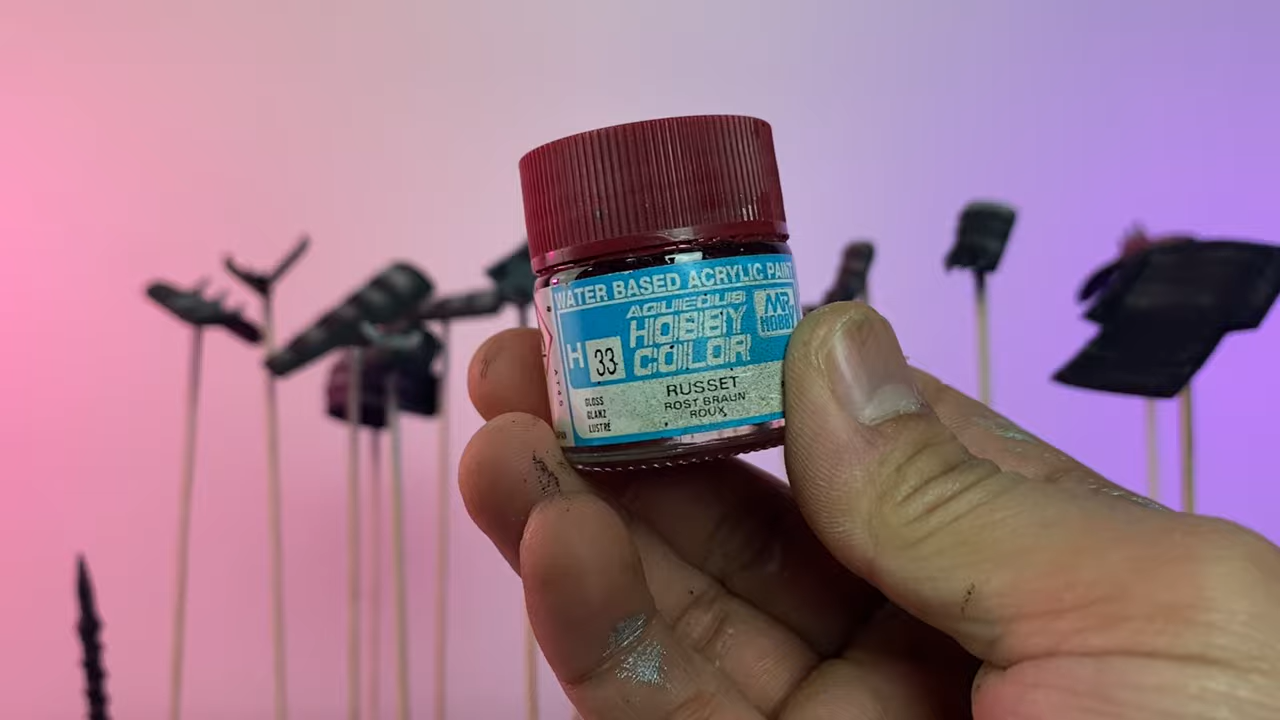 WATER BASED ACRYLIC PAINT
AQUEOUS
HOBBY
COLOR
MR
HOBBY
H 33
GLOSS
GLANZ
LUSTRÉ
RUSSET
ROST BRAUN
ROUX